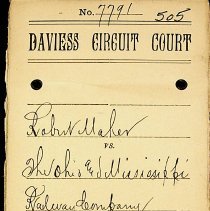 No. 7791 505
DAVIESS CIRCUIT COURT
Robert Maher
VS.
The Ohio & Mississippi
Railway Company